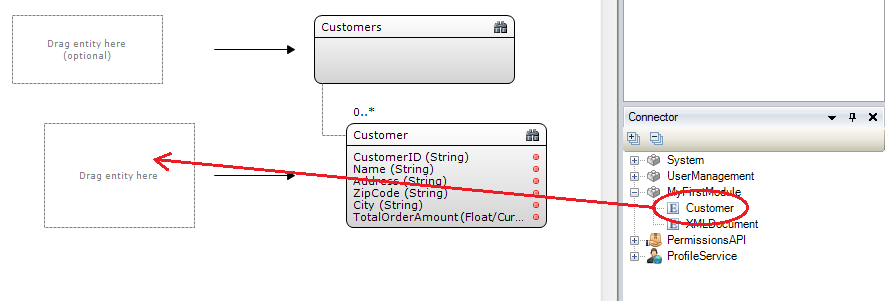 Drag entity here
(optional)
Customers
0..*
Drag entity here
Customer
CustomerID (String)
Name (String)
Address (String)
ZipCode (String)
City (String)
TotalOrderAmount (Float/Cur...
Connector
System
UserManagement
MyFirstModule
Customer
XMLDocument
PermissionsAPI
ProfileService